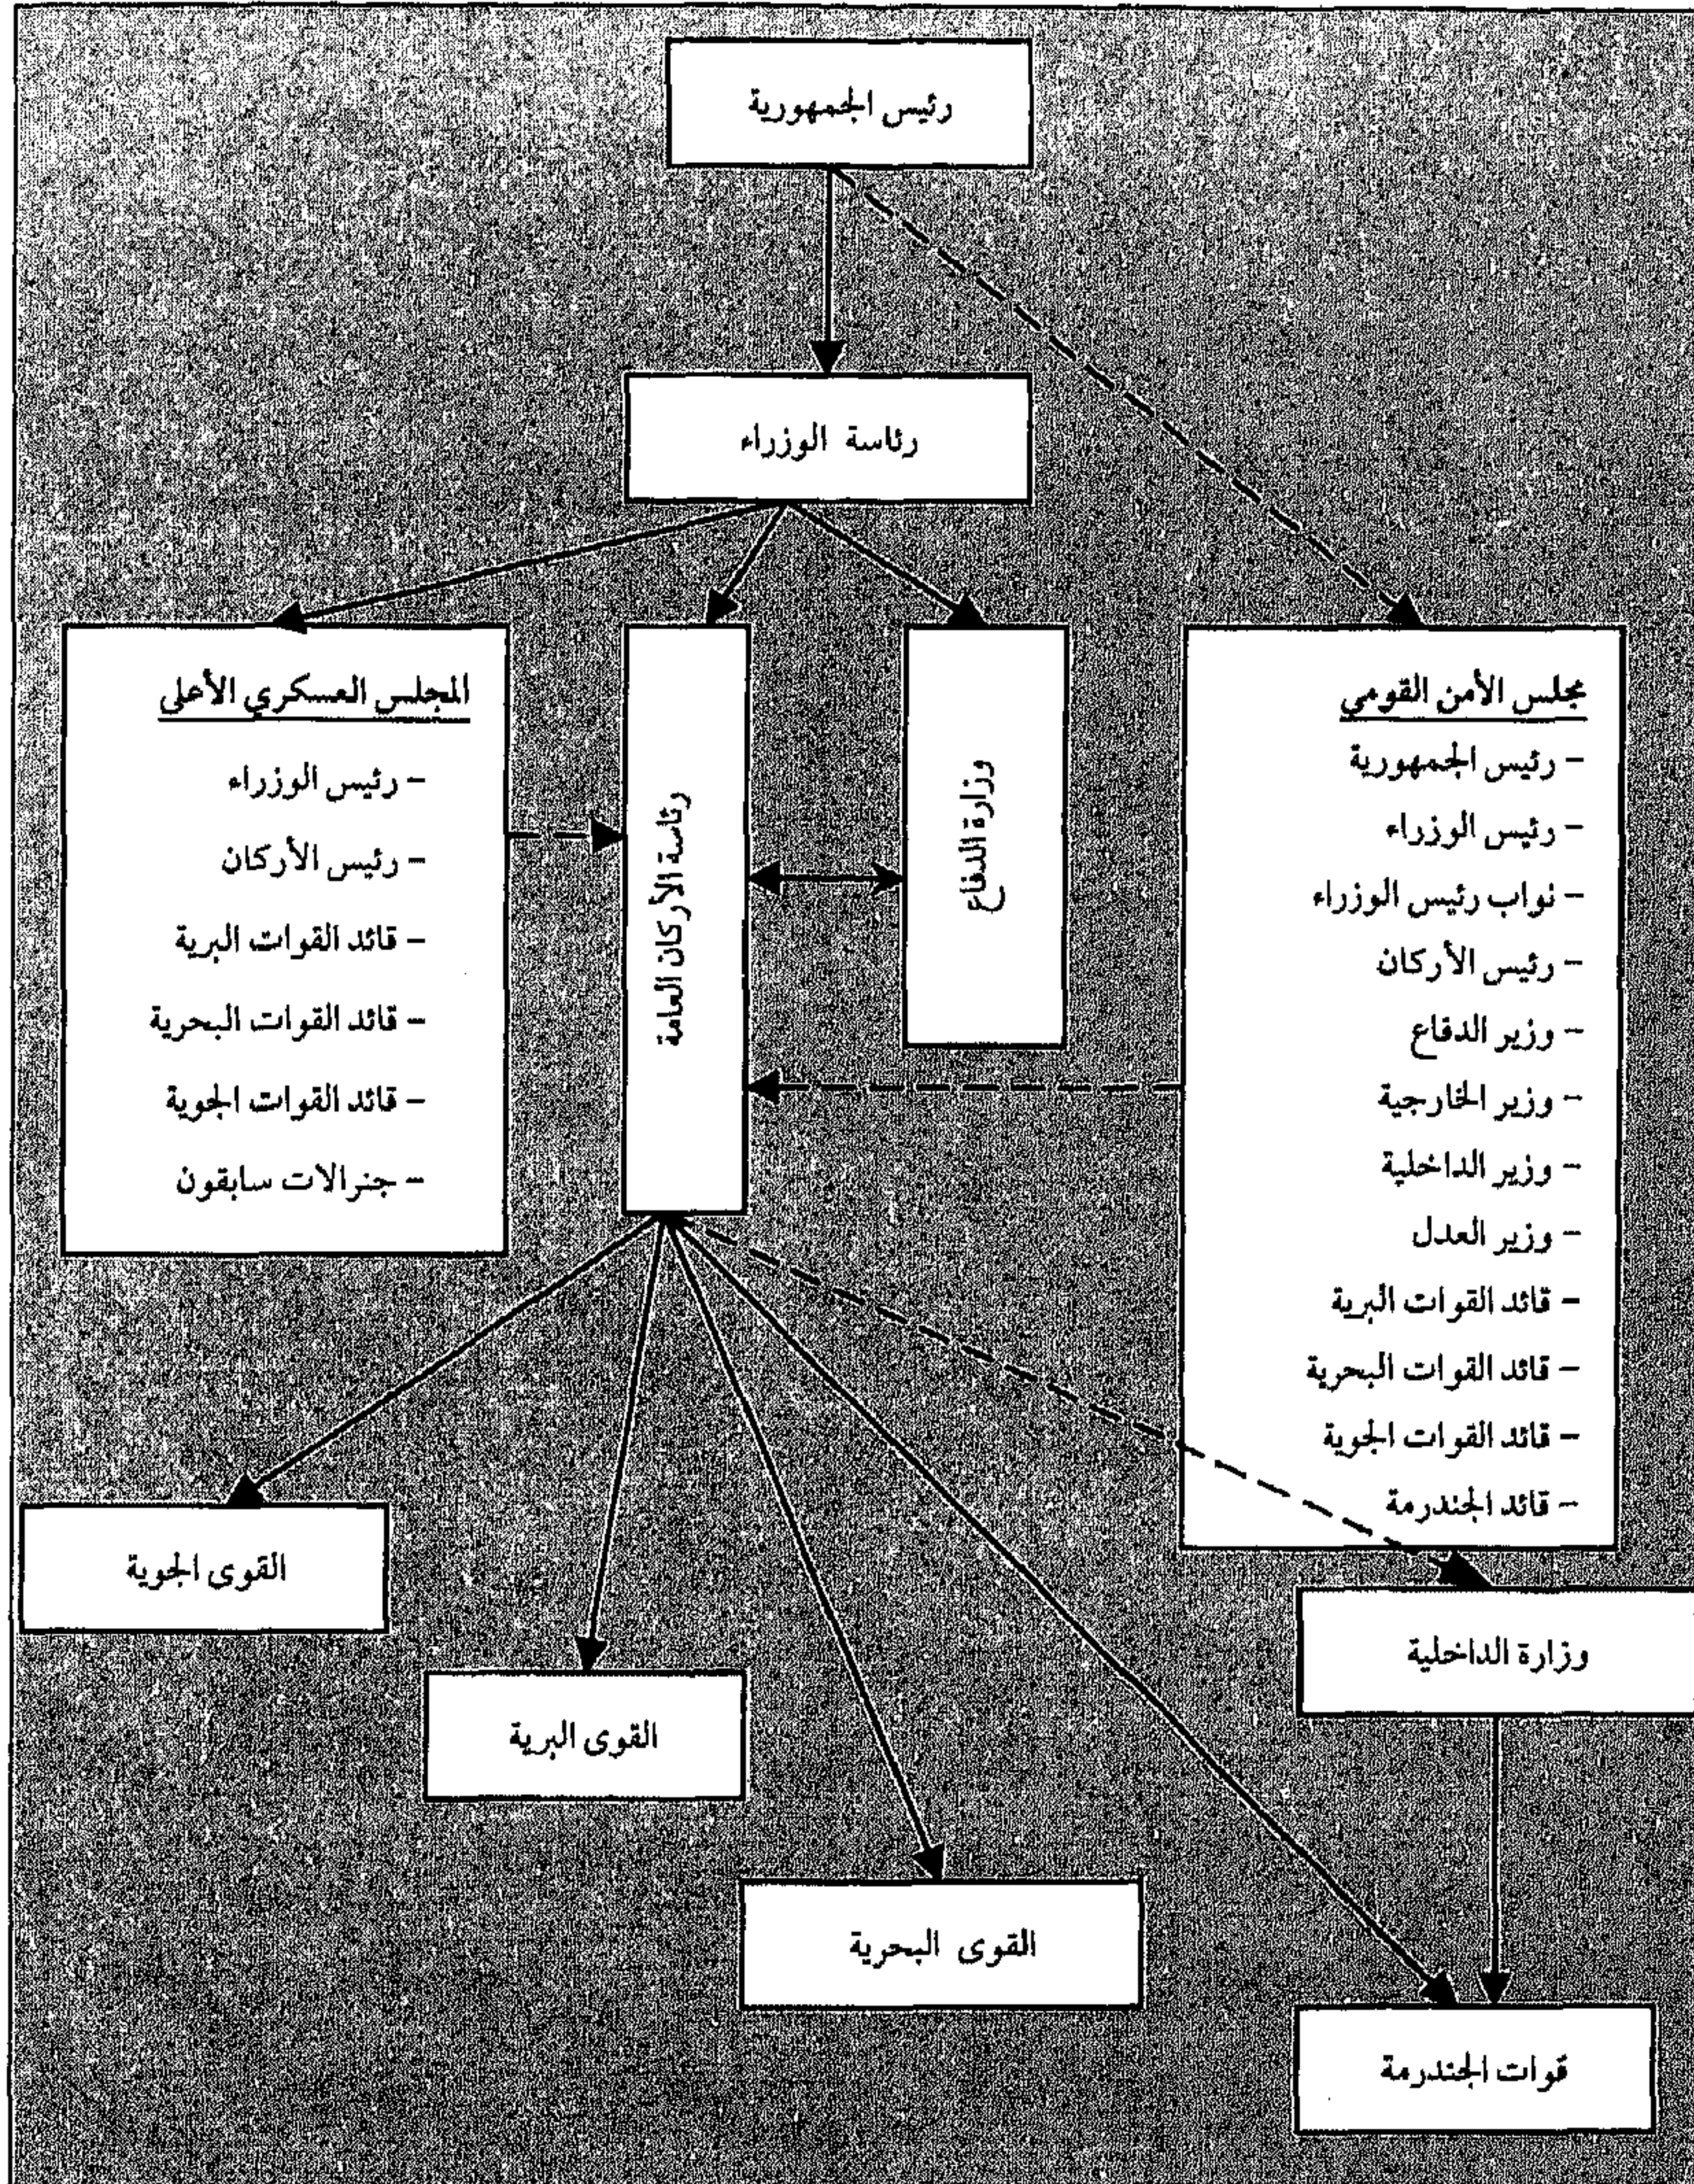 رئيس الجمهورية
رئاسة الوزراء
مجلس الأمن القومي
- رئيس الجمهورية
- رئيس الوزراء
- نواب رئيس الوزراء
- رئيس الأركان
- وزير الدفاع
- وزير الخارجية
- وزير الداخلية
- وزير العدل
- قائد القوات البرية
- قائد القوات البحرية
- قائد القوات الجوية
- قائد الجندرمة
وزارة الدفاع
رئاسة الأركان العامة
المجلس العسكري الأعلى
- رئيس الوزراء
- رئيس الأركان
- قائد القوات البرية
- قائد القوات البحرية
- قائد القوات الجوية
- جنرالات سابقون
القوى الجوية
وزارة الداخلية
القوى البرية
القوى البحرية
قوات الجندرمة